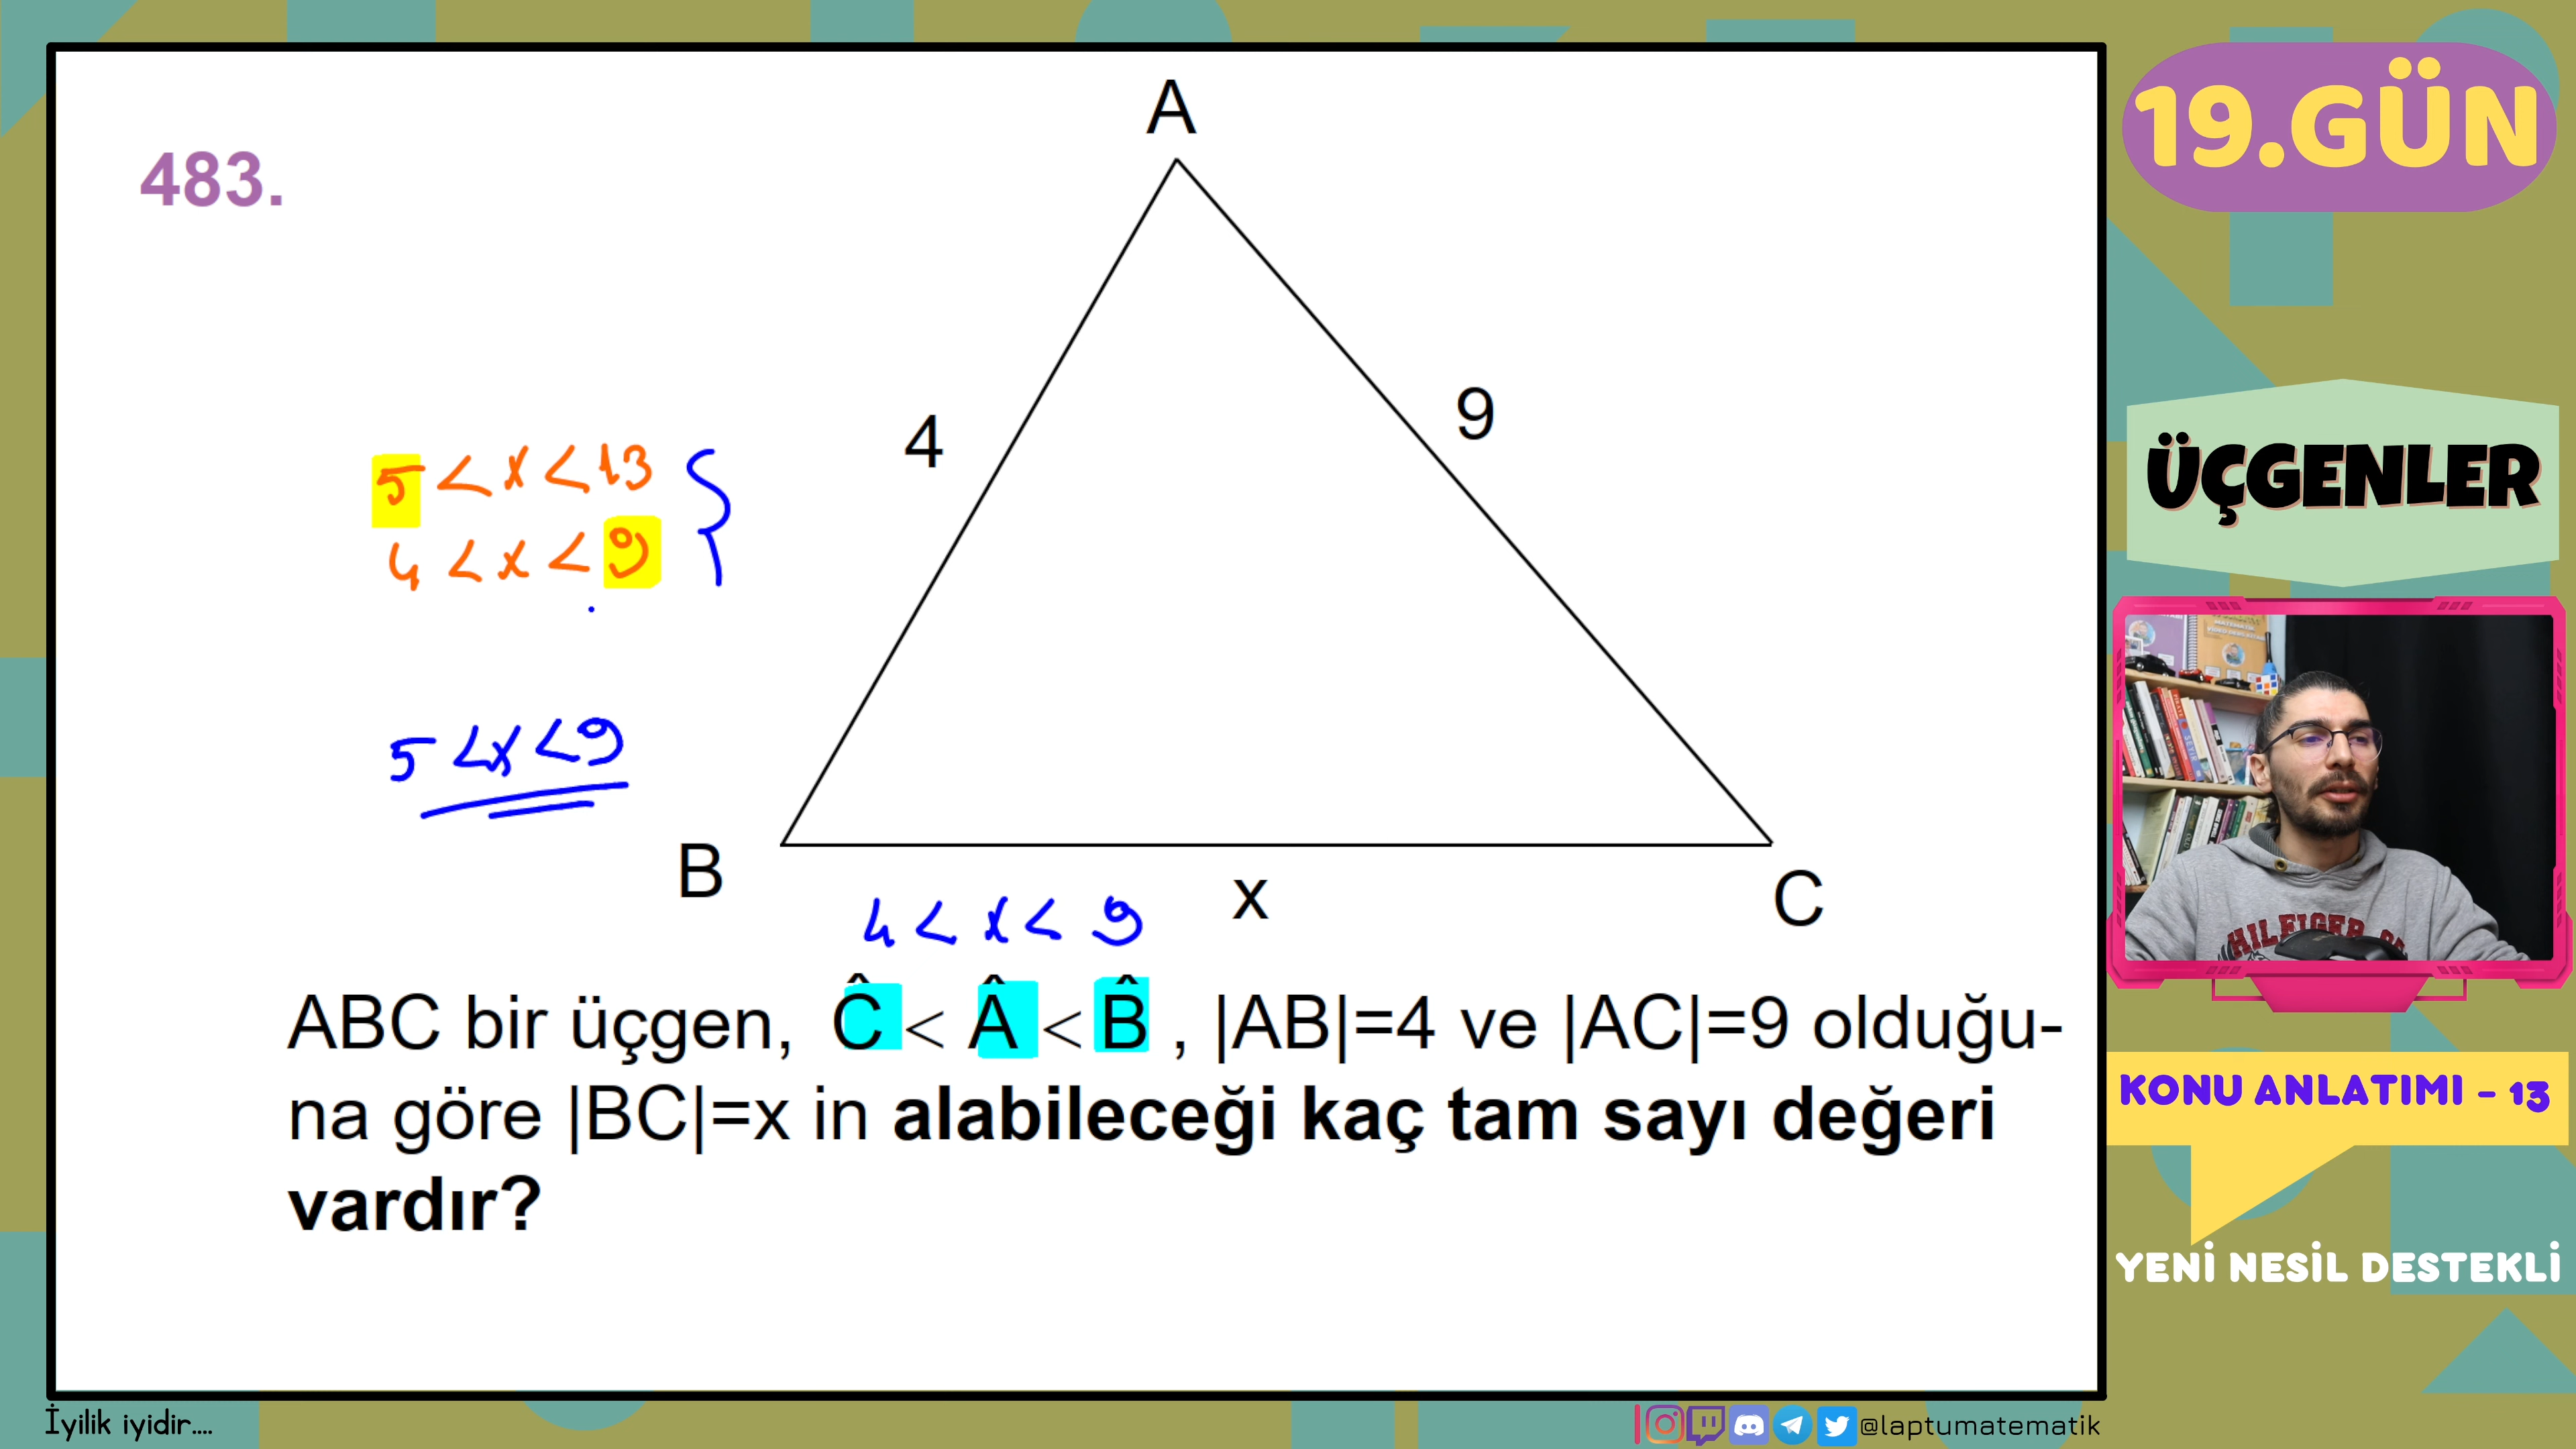 19.GÜN
483.
A
4
9
5 < x < 13
4 < x < 9
5 < x < 9
B
x
C
4 < x < 9
ABC bir üçgen, Ĉ < Â < B̂ , |AB|=4 ve |AC|=9 olduğu-
na göre |BC|=x in alabileceği kaç tam sayı değeri
vardır?
ÜÇGENLER
KONU ANLATIMI - 13
YENİ NESİL DESTEKLİ
İyilik iyidir....
@laptumatematik